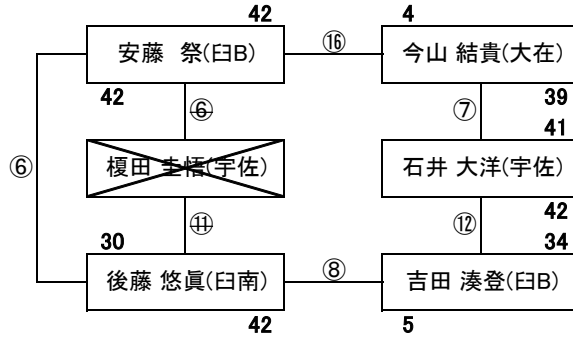 42 4
安藤 祭(臼B) ⑯ 今山 結貴(大在)
42 ⑥ ⑦ 39
41
⑥ 榎田 圭悟(宇佐) 石井 大洋(宇佐)
30 ⑪ ⑫ 42
34
後藤 悠眞(臼南) ⑧ 吉田 湊登(臼B)
42 5